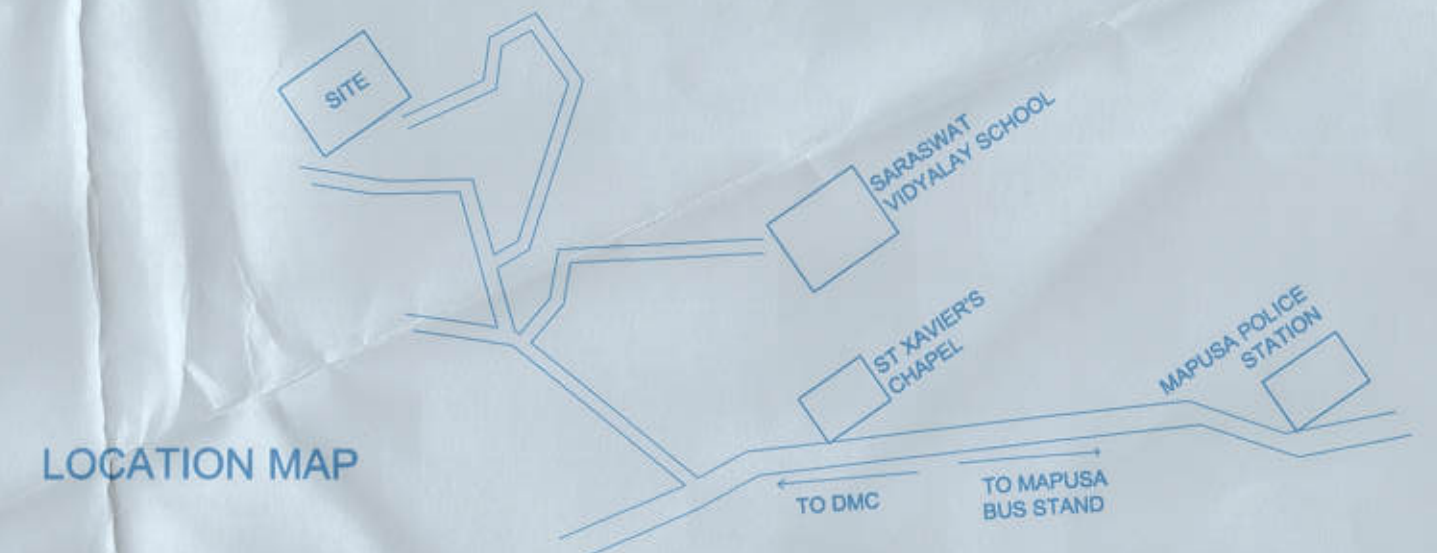 SITE
SARASWAT
VIDYALAY SCHOOL
ST XAVIER'S
CHAPEL
MAPUSA POLICE
STATION
LOCATION MAP
TO DMC
TO MAPUSA
BUS STAND